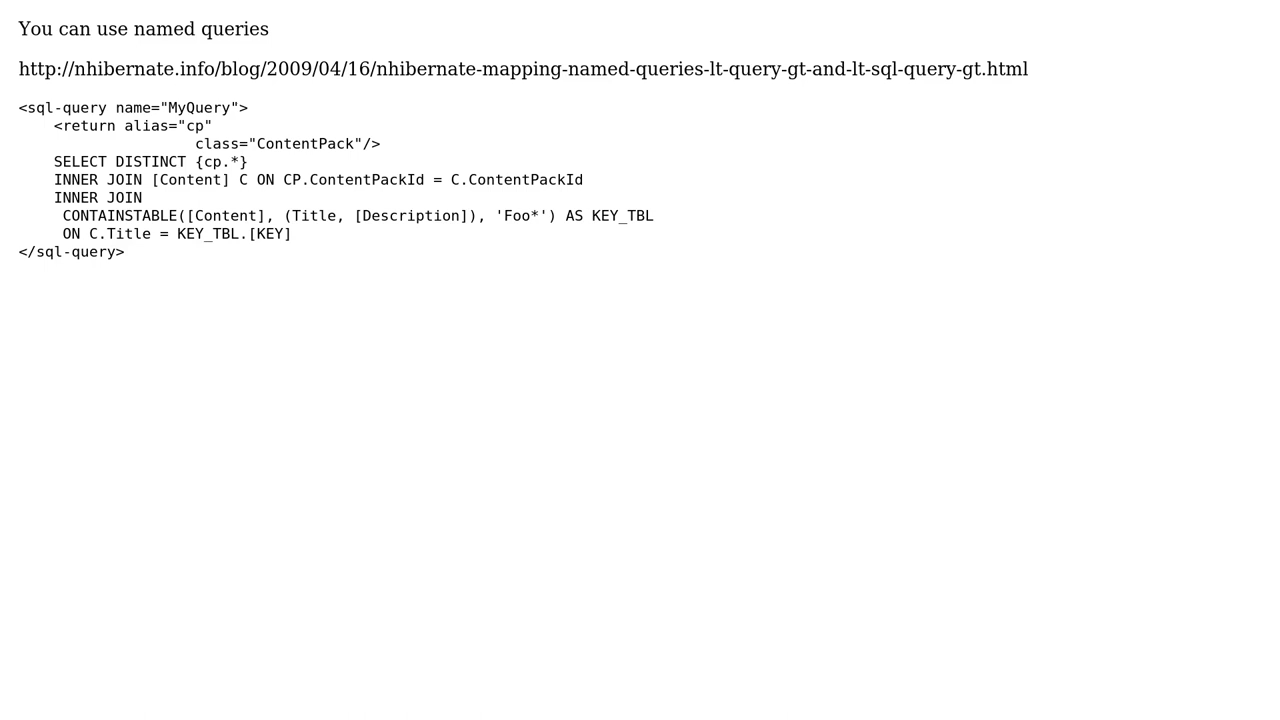 You can use named queries
http://nhibernate.info/blog/2009/04/16/nhibernate-mapping-named-queries-lt-query-gt-and-lt-sql-query-gt.html
<sql-query name="MyQuery">
    <return alias="cp"
                    class="ContentPack"/>
    SELECT DISTINCT {cp.*}
    INNER JOIN [Content] C ON CP.ContentPackId = C.ContentPackId
    INNER JOIN
     CONTAINSTABLE([Content], (Title, [Description]), 'Foo*') AS KEY_TBL
     ON C.Title = KEY_TBL.[KEY]
</sql-query>